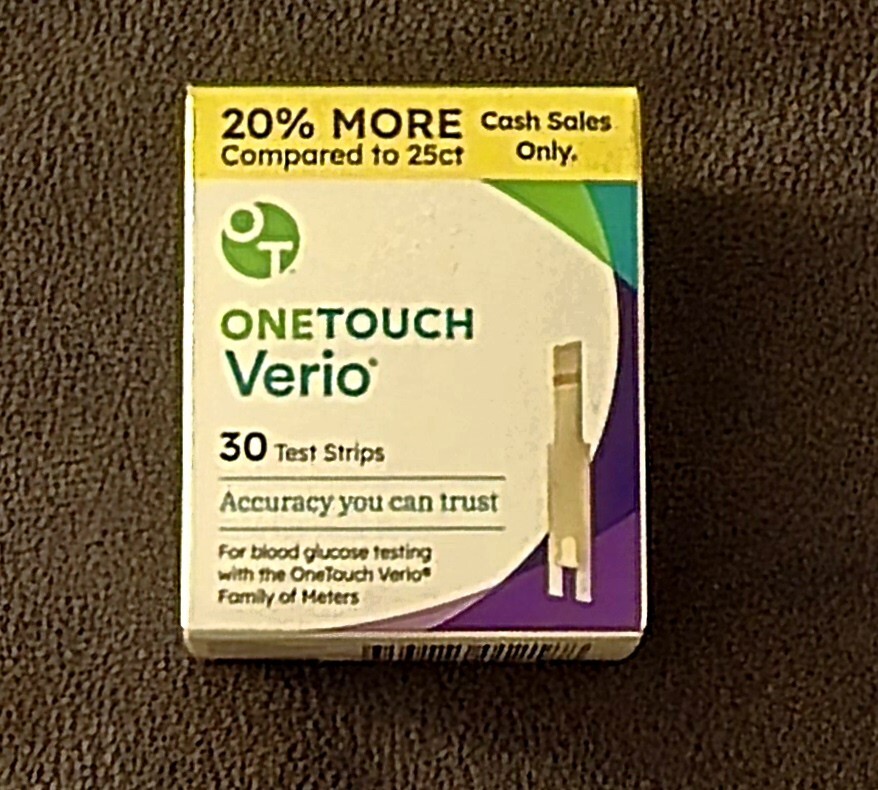 20% MORE
Compared to 25ct
Cash Sales
Only.
OT
ONETOUCH
Verio®
30 Test Strips
Accuracy you can trust
For blood glucose testing
with the OneTouch Verio®
Family of Meters